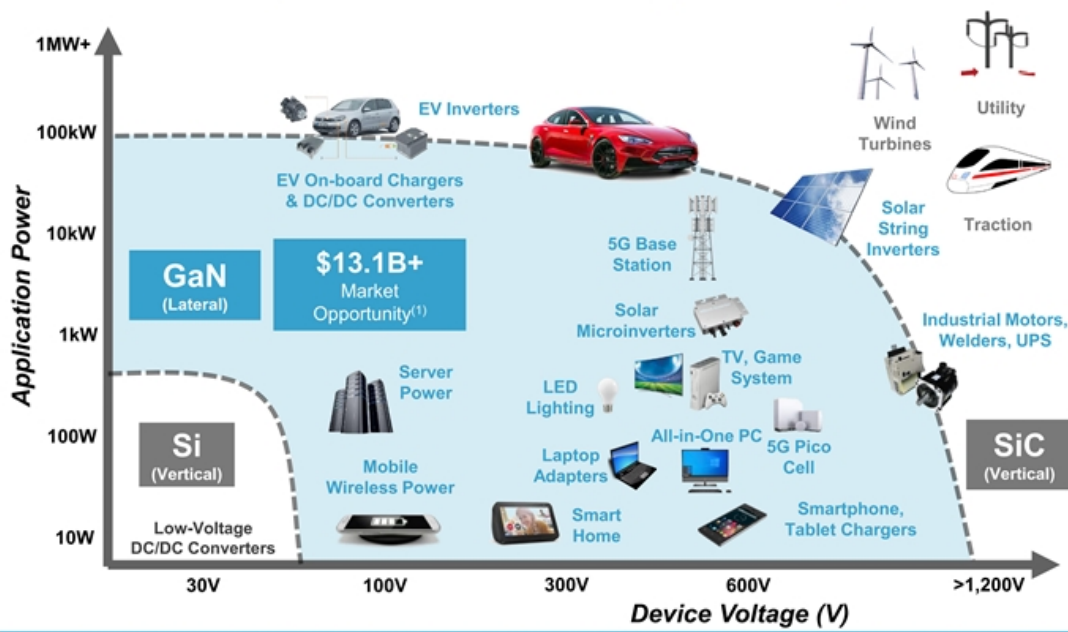 1MW+
100kW
10kW
1kW
100W
10W
Application Power
EV Inverters
EV On-board Chargers
& DC/DC Converters
GaN
(Lateral)
$13.1B+
Market
Opportunity(1)
Si
(Vertical)
Low-Voltage
DC/DC Converters
Server
Power
Mobile
Wireless Power
5G Base
Station
Solar
Microinverters
LED
Lighting
TV, Game
System
Laptop
Adapters
All-in-One PC
5G Pico
Cell
Smart
Home
Smartphone,
Tablet Chargers
Wind
Turbines
Utility
Traction
Solar
String
Inverters
Industrial Motors,
Welders, UPS
SiC
(Vertical)
30V
100V
300V
600V
>1,200V
Device Voltage (V)